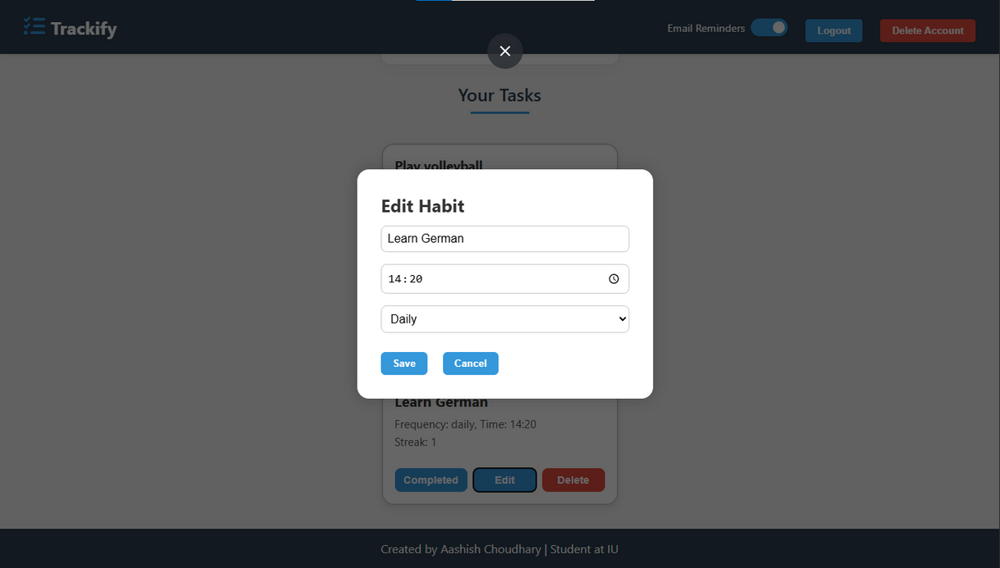 Trackify
Email Reminders
Logout
Delete Account
Your Tasks
Play volleyball
Edit Habit
Learn German
14:20
Daily
Save Cancel
Learn German
Frequency: daily, Time: 14:20
Streak: 1
Completed Edit Delete
Created by Aashish Choudhary | Student at IU